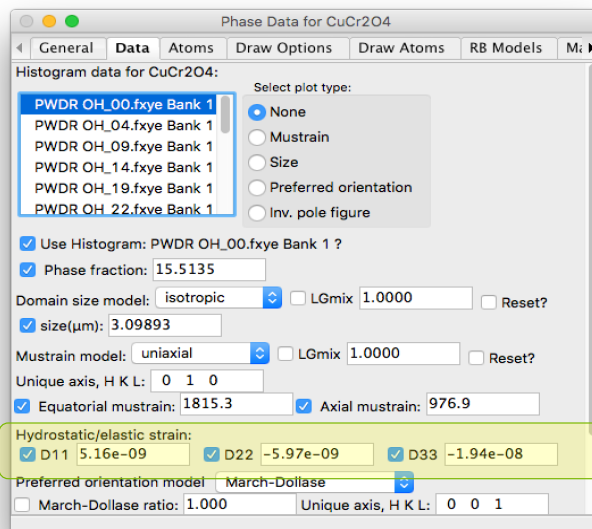 Phase Data for CuCr2O4
General Data Atoms Draw Options Draw Atoms RB Models
Histogram data for CuCr2O4:
Select plot type:
PWDR OH_00.fxye Bank 1
PWDR OH_04.fxye Bank 1
PWDR OH_09.fxye Bank 1
PWDR OH_14.fxye Bank 1
PWDR OH_19.fxye Bank 1
PWDR OH_22.fxye Bank 1
None
Mustrain
Size
Preferred orientation
Inv. pole figure
Use Histogram: PWDR OH_00.fxye Bank 1 ?
Phase fraction: 15.5135
Domain size model: isotropic LGmix 1.0000 Reset?
size(μm): 3.09893
Mustrain model: uniaxial LGmix 1.0000 Reset?
Unique axis, H K L: 0 1 0
Equatorial mustrain: 1815.3 Axial mustrain: 976.9
Hydrostatic/elastic strain:
D11 5.16e-09 D22 -5.97e-09 D33 -1.94e-08
Preferred orientation model March-Dollase
March-Dollase ratio: 1.000 Unique axis, H K L: 0 0 1